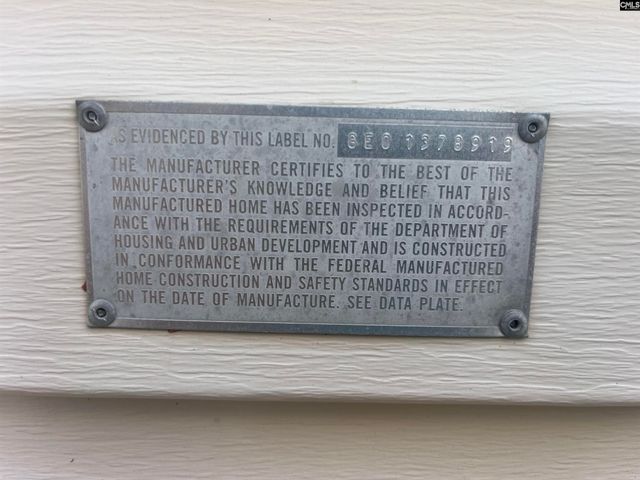 CMLS
AS EVIDENCED BY THIS LABEL NO. GEO 1378919
THE MANUFACTURER CERTIFIES TO THE BEST OF THE
MANUFACTURER'S KNOWLEDGE AND BELIEF THAT THIS
MANUFACTURED HOME HAS BEEN INSPECTED IN ACCORD-
ANCE WITH THE REQUIREMENTS OF THE DEPARTMENT OF
HOUSING AND URBAN DEVELOPMENT AND IS CONSTRUCTED
IN CONFORMANCE WITH THE FEDERAL MANUFACTURED
HOME CONSTRUCTION AND SAFETY STANDARDS IN EFFECT
ON THE DATE OF MANUFACTURE. SEE DATA PLATE.